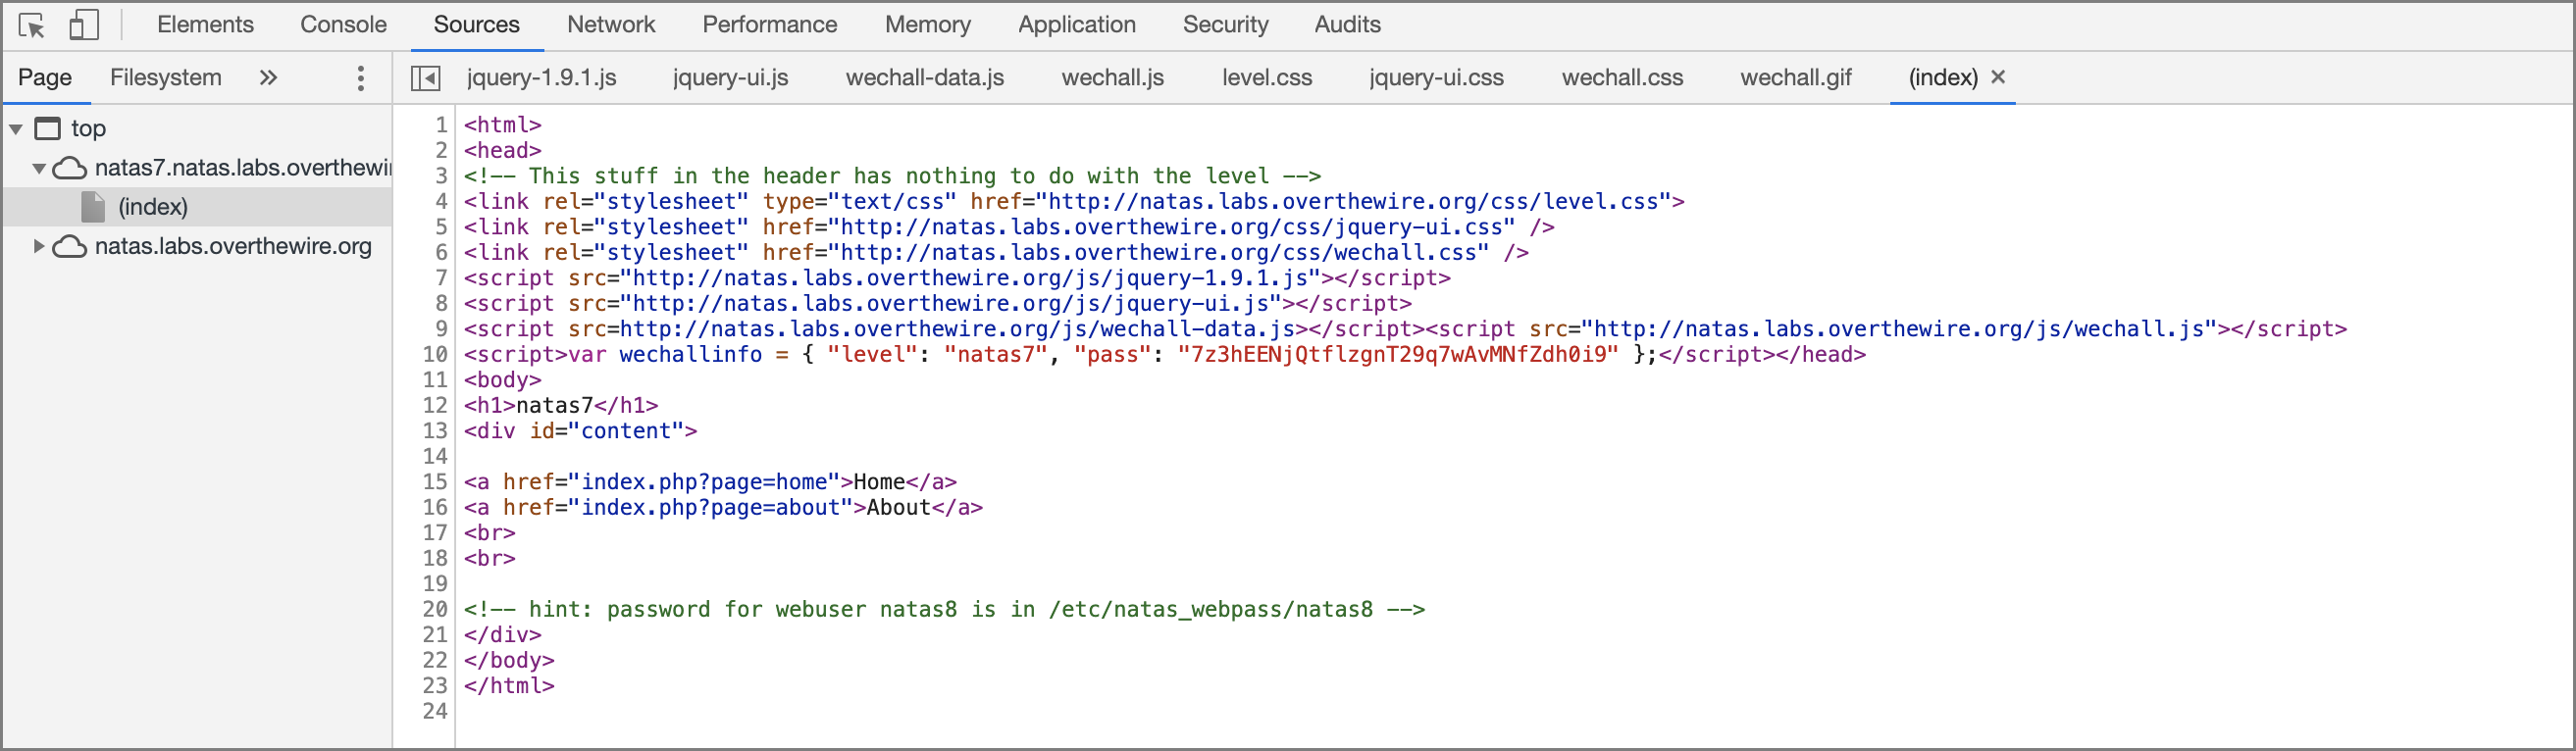 Elements Console Sources Network Performance Memory Application Security Audits
Page Filesystem » jquery-1.9.1.js jquery-ui.js wechall-data.js wechall.js level.css jquery-ui.css wechall.css wechall.gif (index) ×
top
natas7.natas.labs.overthewi
(index)
natas.labs.overthewire.org
1 <html>
2 <head>
3 <!-- This stuff in the header has nothing to do with the level -->
4 <link rel="stylesheet" type="text/css" href="http://natas.labs.overthewire.org/css/level.css">
5 <link rel="stylesheet" href="http://natas.labs.overthewire.org/css/jquery-ui.css" />
6 <link rel="stylesheet" href="http://natas.labs.overthewire.org/css/wechall.css" />
7 <script src="http://natas.labs.overthewire.org/js/jquery-1.9.1.js"></script>
8 <script src="http://natas.labs.overthewire.org/js/jquery-ui.js"></script>
9 <script src=http://natas.labs.overthewire.org/js/wechall-data.js></script><script src="http://natas.labs.overthewire.org/js/wechall.js"></script>
10 <script>var wechallinfo = { "level": "natas7", "pass": "7z3hEENjQtflzgnT29q7wAvMNfZdh0i9" };</script></head>
11 <body>
12 <h1>natas7</h1>
13 <div id="content">
14
15 <a href="index.php?page=home">Home</a>
16 <a href="index.php?page=about">About</a>
17 <br>
18 <br>
19
20 <!-- hint: password for webuser natas8 is in /etc/natas_webpass/natas8 -->
21 </div>
22 </body>
23 </html>
24